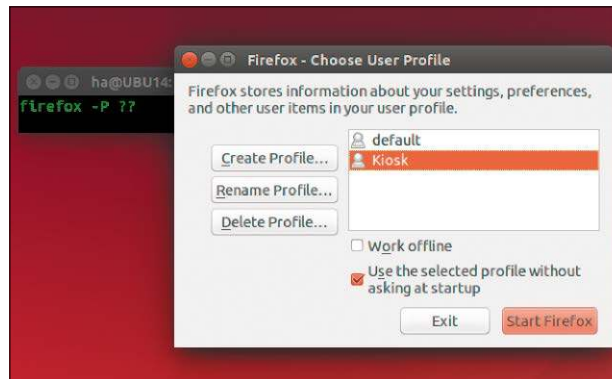 ha@UBU14:
firefox -P ??
Firefox - Choose User Profile
Firefox stores information about your settings, preferences,
and other user items in your user profile.
Create Profile...
Rename Profile...
Delete Profile...
default
Kiosk
Work offline
Use the selected profile without
asking at startup
Exit
Start Firefox